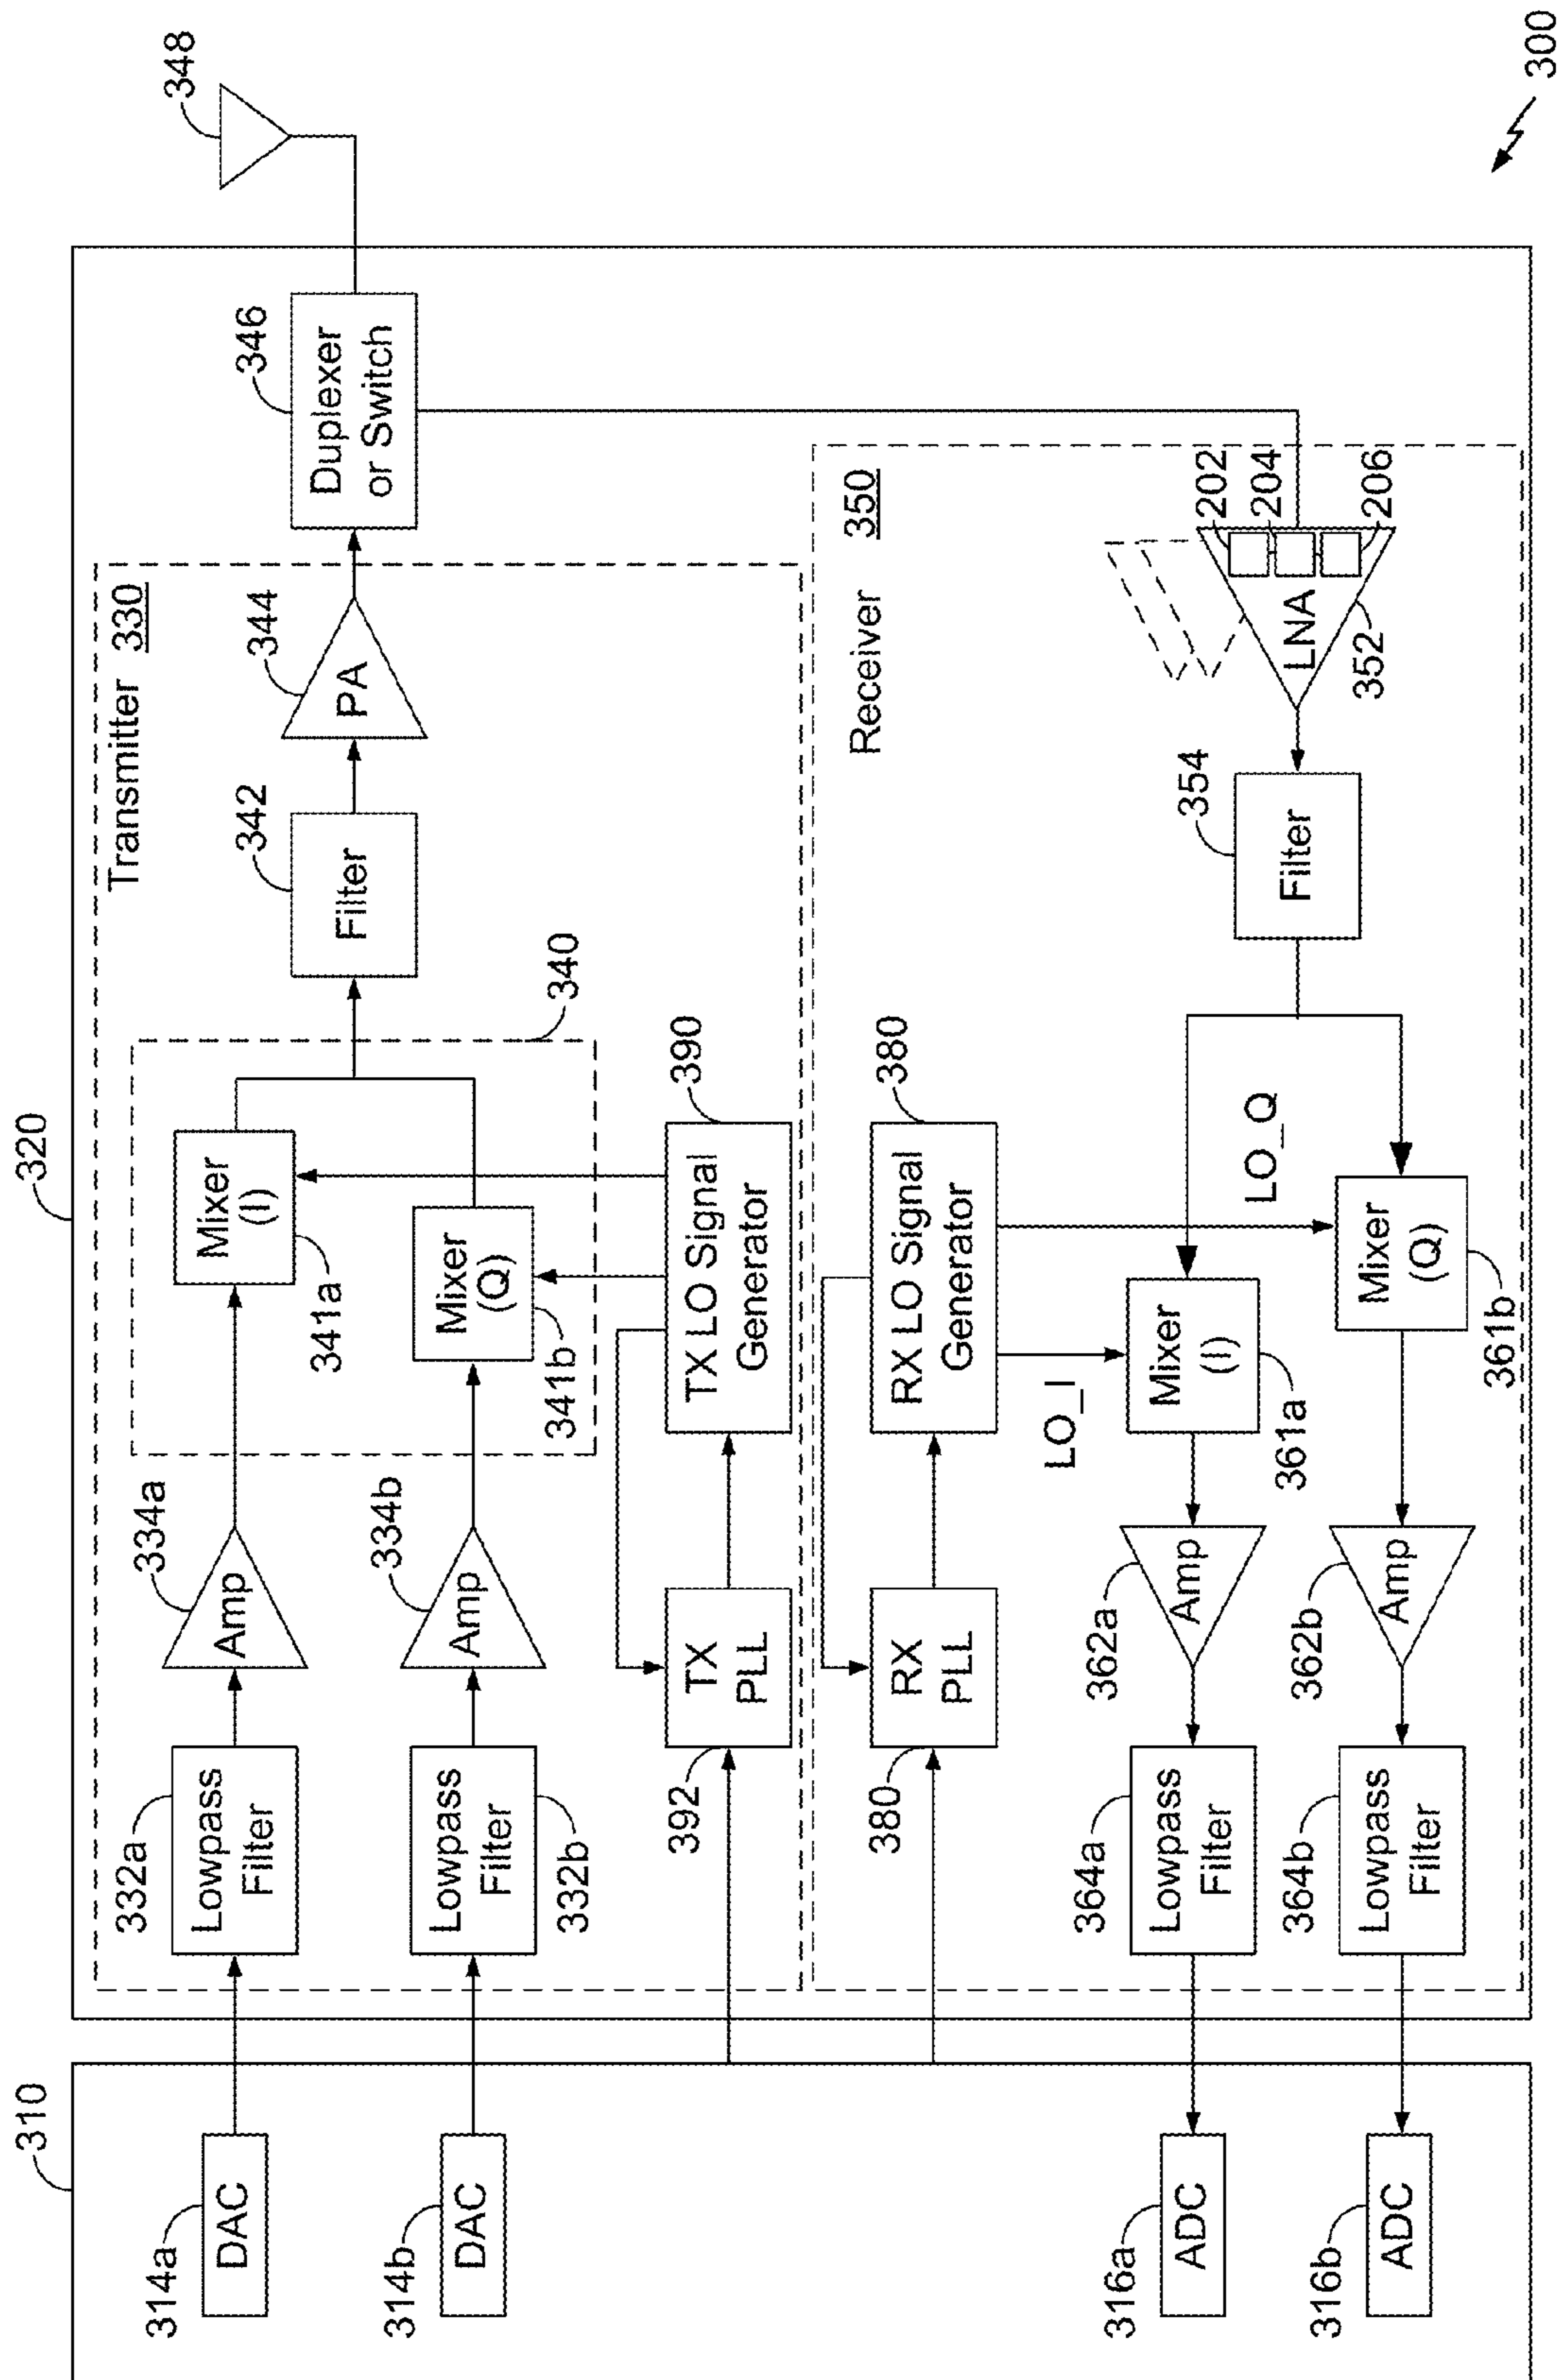 310
320
348
314a
DAC
332a
Lowpass
Filter
334a
Amp
Mixer
(I)
341a
Transmitter 330
342
Filter
344
PA
346
Duplexer
or Switch
314b
DAC
Lowpass
Filter
332b
334b
Amp
Mixer
(Q)
341b
340
392
TX
PLL
TX LO Signal
Generator
390
380
RX
PLL
RX LO Signal
Generator
380
Receiver 350
LO_I
LO_Q
316a
ADC
364a
Lowpass
Filter
362a
Amp
Mixer
(I)
361a
354
Filter
LNA
352
202
204
206
316b
ADC
364b
Lowpass
Filter
362b
Amp
Mixer
(Q)
361b
300